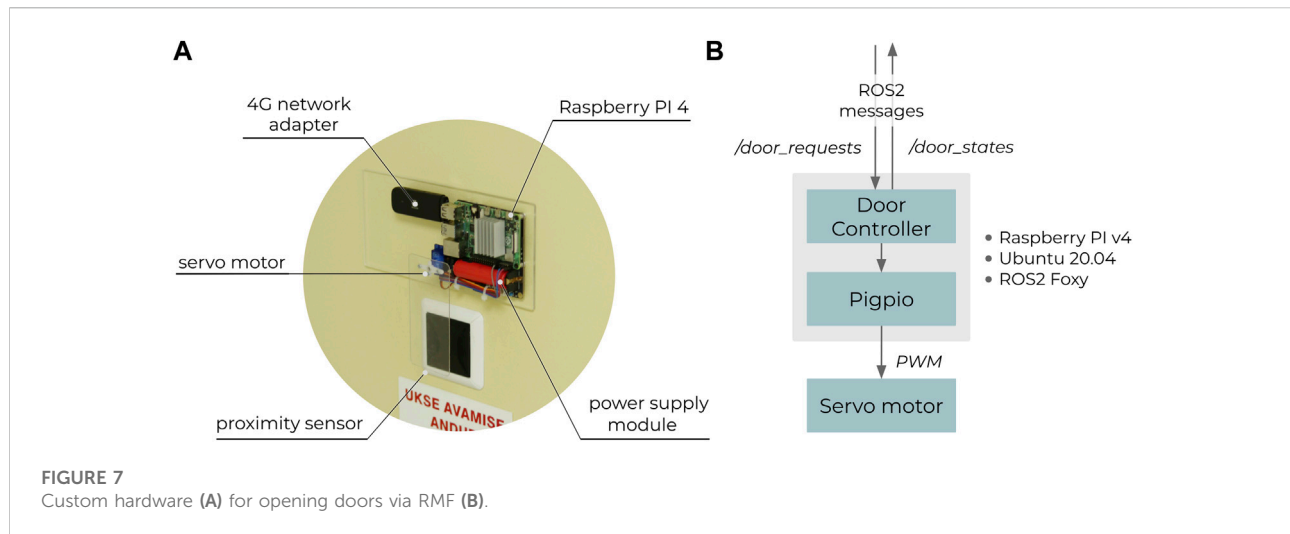 A
4G network
adapter
Raspberry PI 4
servo motor
proximity sensor
power supply
module
UKSE AVAMISE
B
ROS2
messages
/door_requests
/door_states
Door
Controller
Pigpio
PWM
Servo motor
• Raspberry PI v4
• Ubuntu 20.04
• ROS2 Foxy
FIGURE 7
Custom hardware (A) for opening doors via RMF (B).